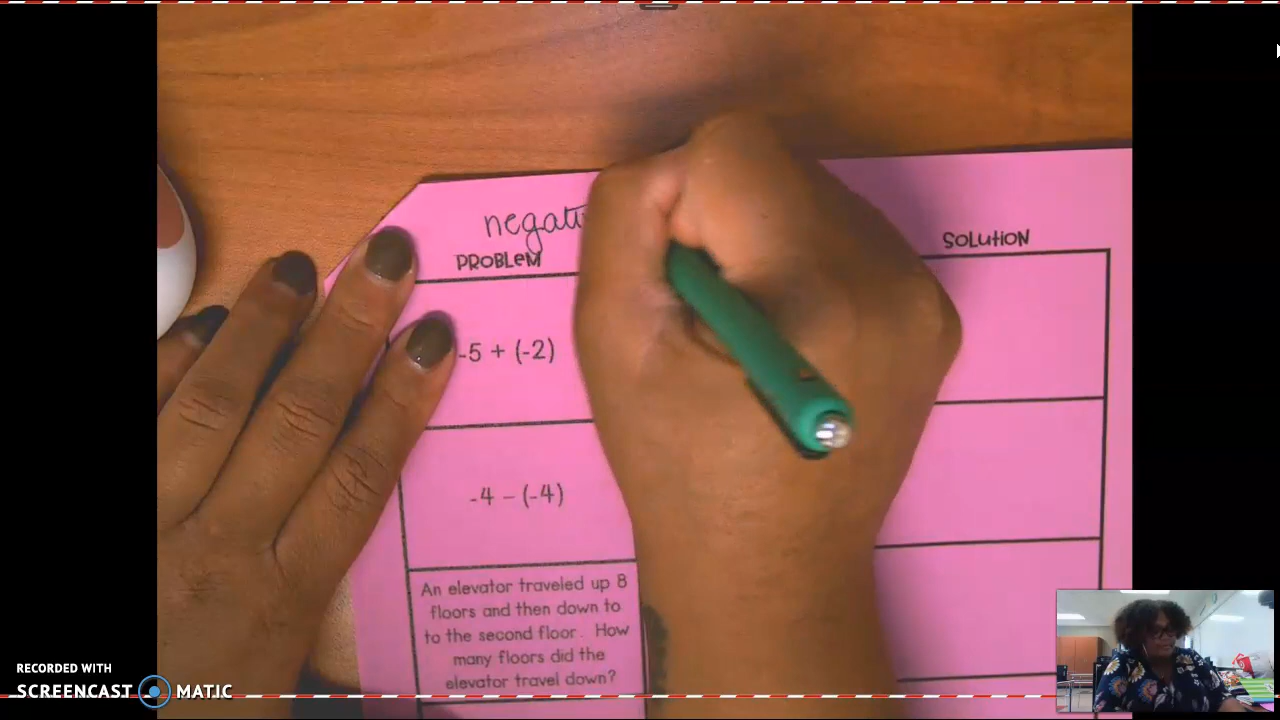 negati
PROBLEM
SOLUTION
-5 + (-2)
-4 – (-4)
An elevator traveled up 8
floors and then down to
to the second floor. How
many floors did the
elevator travel down?
RECORDED WITH
SCREENCAST MATIC